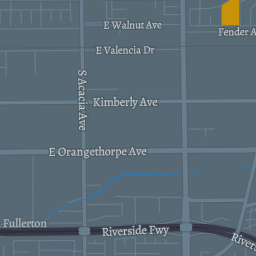 E Walnut Ave
Fender A
E Valencia Dr
S Acacia Ave
Kimberly Ave
E Orangethorpe Ave
Fullerton
Riverside Fwy
Rivers